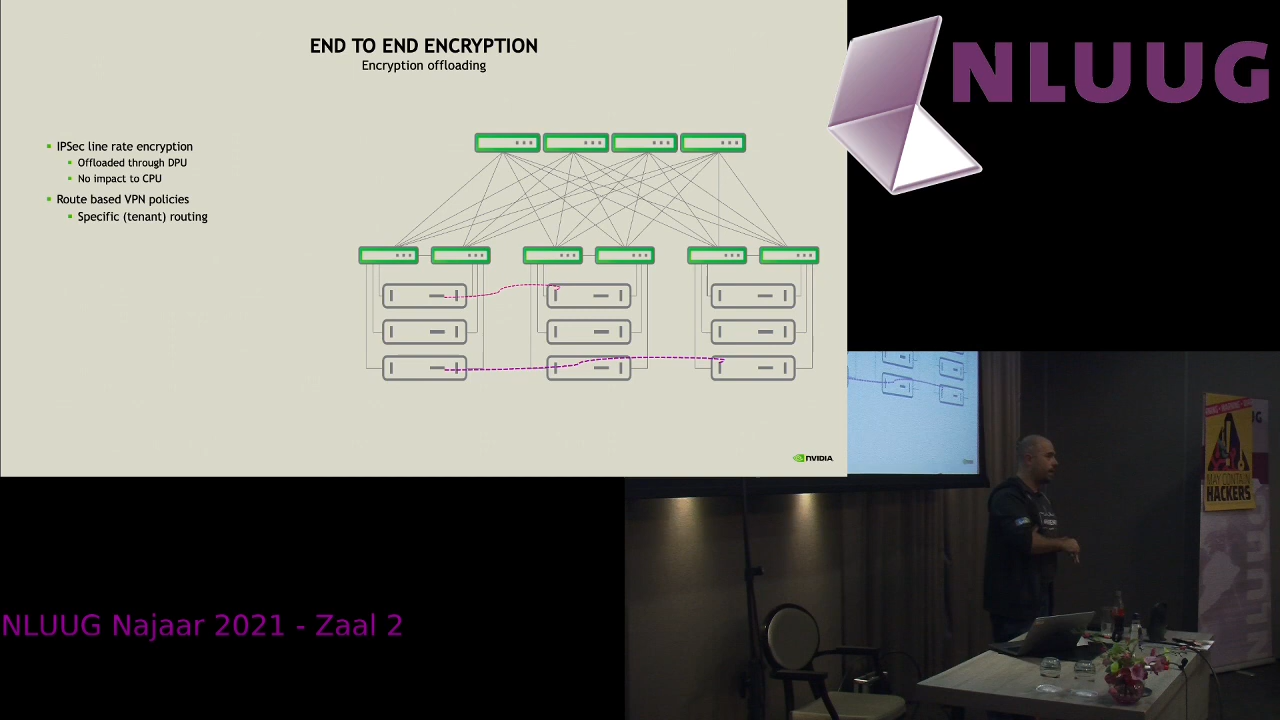 END TO END ENCRYPTION
Encryption offloading
IPSec line rate encryption
Offloaded through DPU
No impact to CPU
Route based VPN policies
Specific (tenant) routing
NVIDIA
NLUUG
MAY CONTAIN
HACKERS
NLUUG Najaar 2021 - Zaal 2